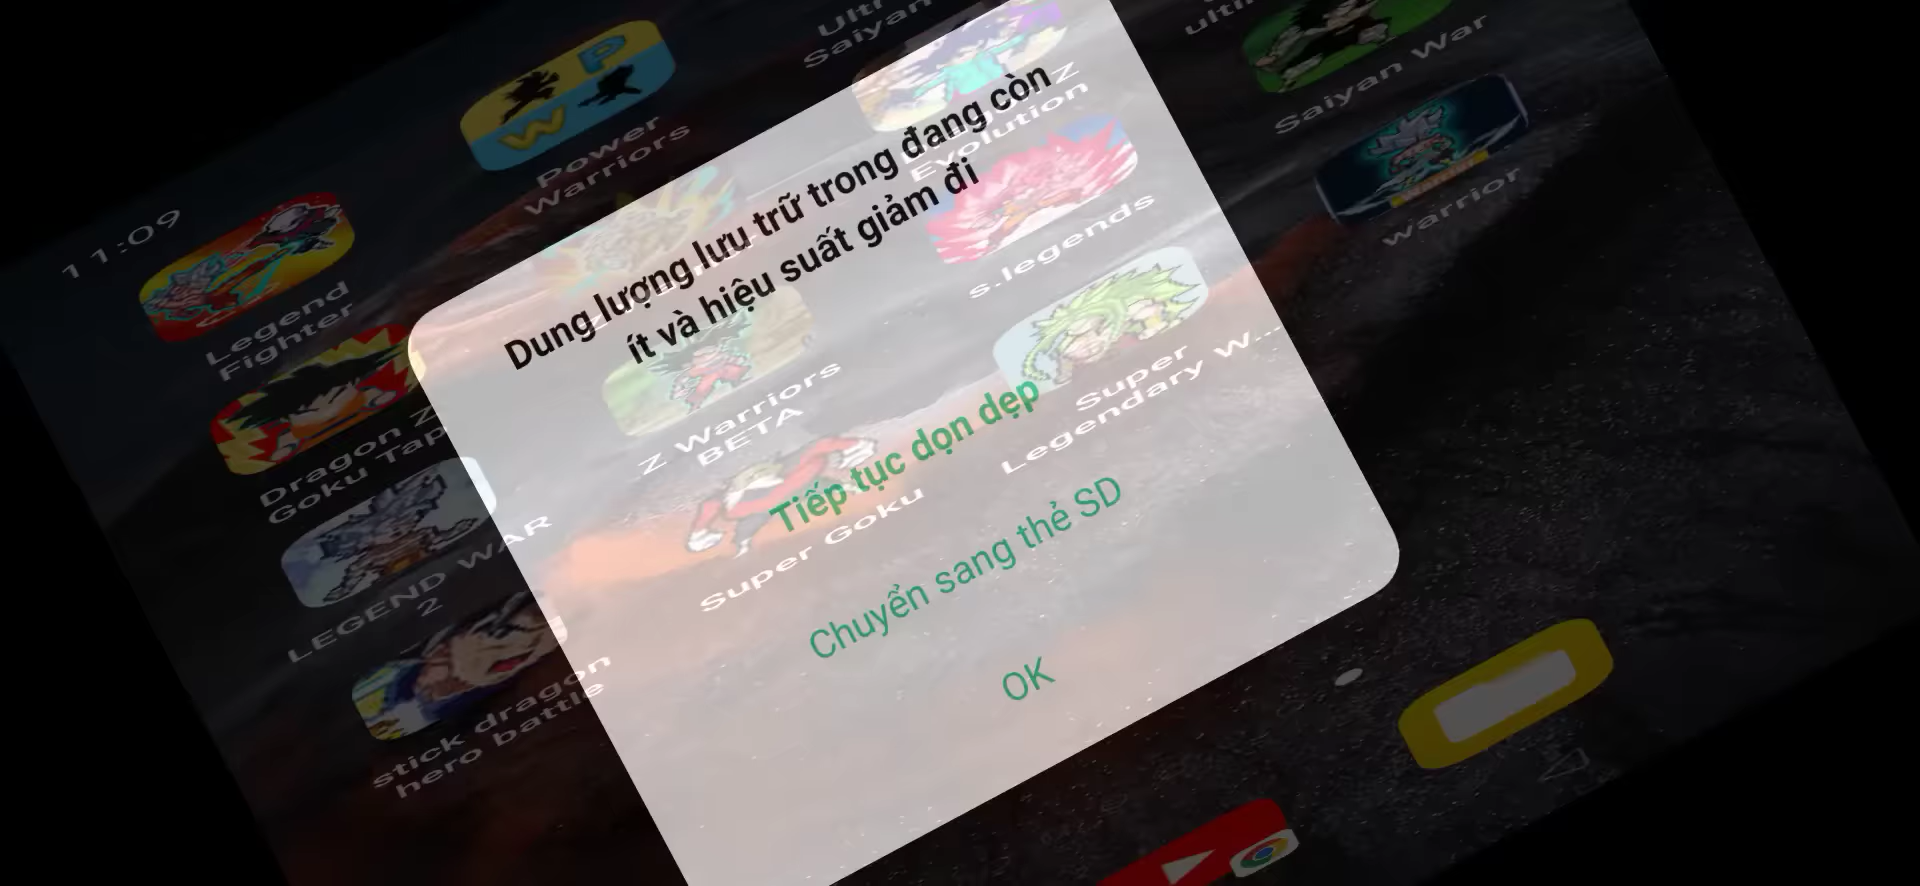 11:09
Legend
Fighter
Power
Warriors
Saiyan
Z
Evolution
Saiyan War
Dragon Z
Goku Tap
Z Warriors
BETA
s.legends
warrior
LEGEND WAR
2
Super Goku
Super
Legendary W...
stick dragon
hero battle
Dung lượng lưu trữ trong đang còn
ít và hiệu suất giảm đi
Tiếp tục dọn dẹp
Chuyển sang thẻ SD
OK